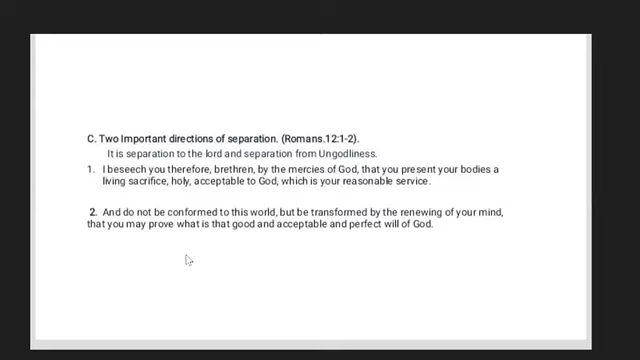 C. Two Important directions of separation. (Romans.12:1-2).
It is separation to the lord and separation from Ungodliness.
1. I beseech you therefore, brethren, by the mercies of God, that you present your bodies a
living sacrifice, holy, acceptable to God, which is your reasonable service.
2. And do not be conformed to this world, but be transformed by the renewing of your mind,
that you may prove what is that good and acceptable and perfect will of God.